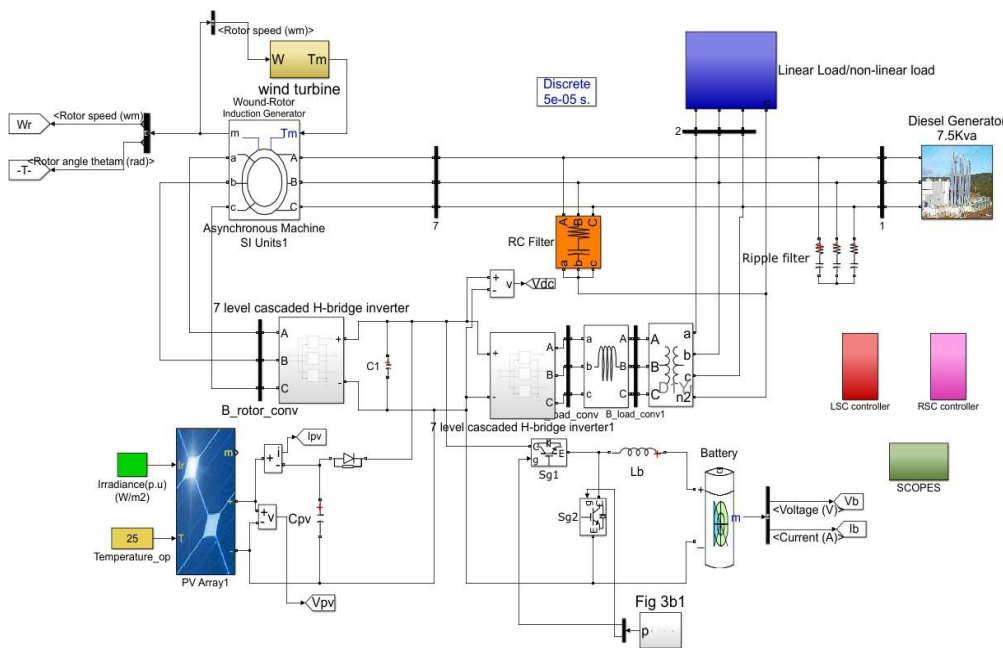 <Rotor speed (wm)>
W Tm
wind turbine
Discrete
5e-05 s.
Linear Load/non-linear load
n
2
Wound-Rotor
Induction Generator
Wr
<Rotor speed (wm)>
-T-
<Rotor angle thetam (rad)>
m Tm
a A
b B
c C
Asynchronous Machine
SI Units1
7
Diesel Generator
7.5Kva
1
A B C
RC Filter
a b c
Ripple filter
+
-
v
Vdc
7 level cascaded H-bridge inverter
A +
B
C -
C1
B_rotor_conv
+ A
B
- C
7 level cascaded H-bridge inverter1
a A
b B
c C
B_load_conv1
A a
B b
C c
n2
LSC controller
RSC controller
SCOPES
Irradiance(p.u)
(W/m2)
25
Temperature_op
Ir
T
m
+
-
PV Array1
Ipv
+ i
-
+ v
-
Cpv
Vpv
C E
g
Sg1
Lb
Sg2
g C
E
Battery
+
m
_
<Voltage (V)>
Vb
<Current (A)>
Ib
Fig 3b1
p